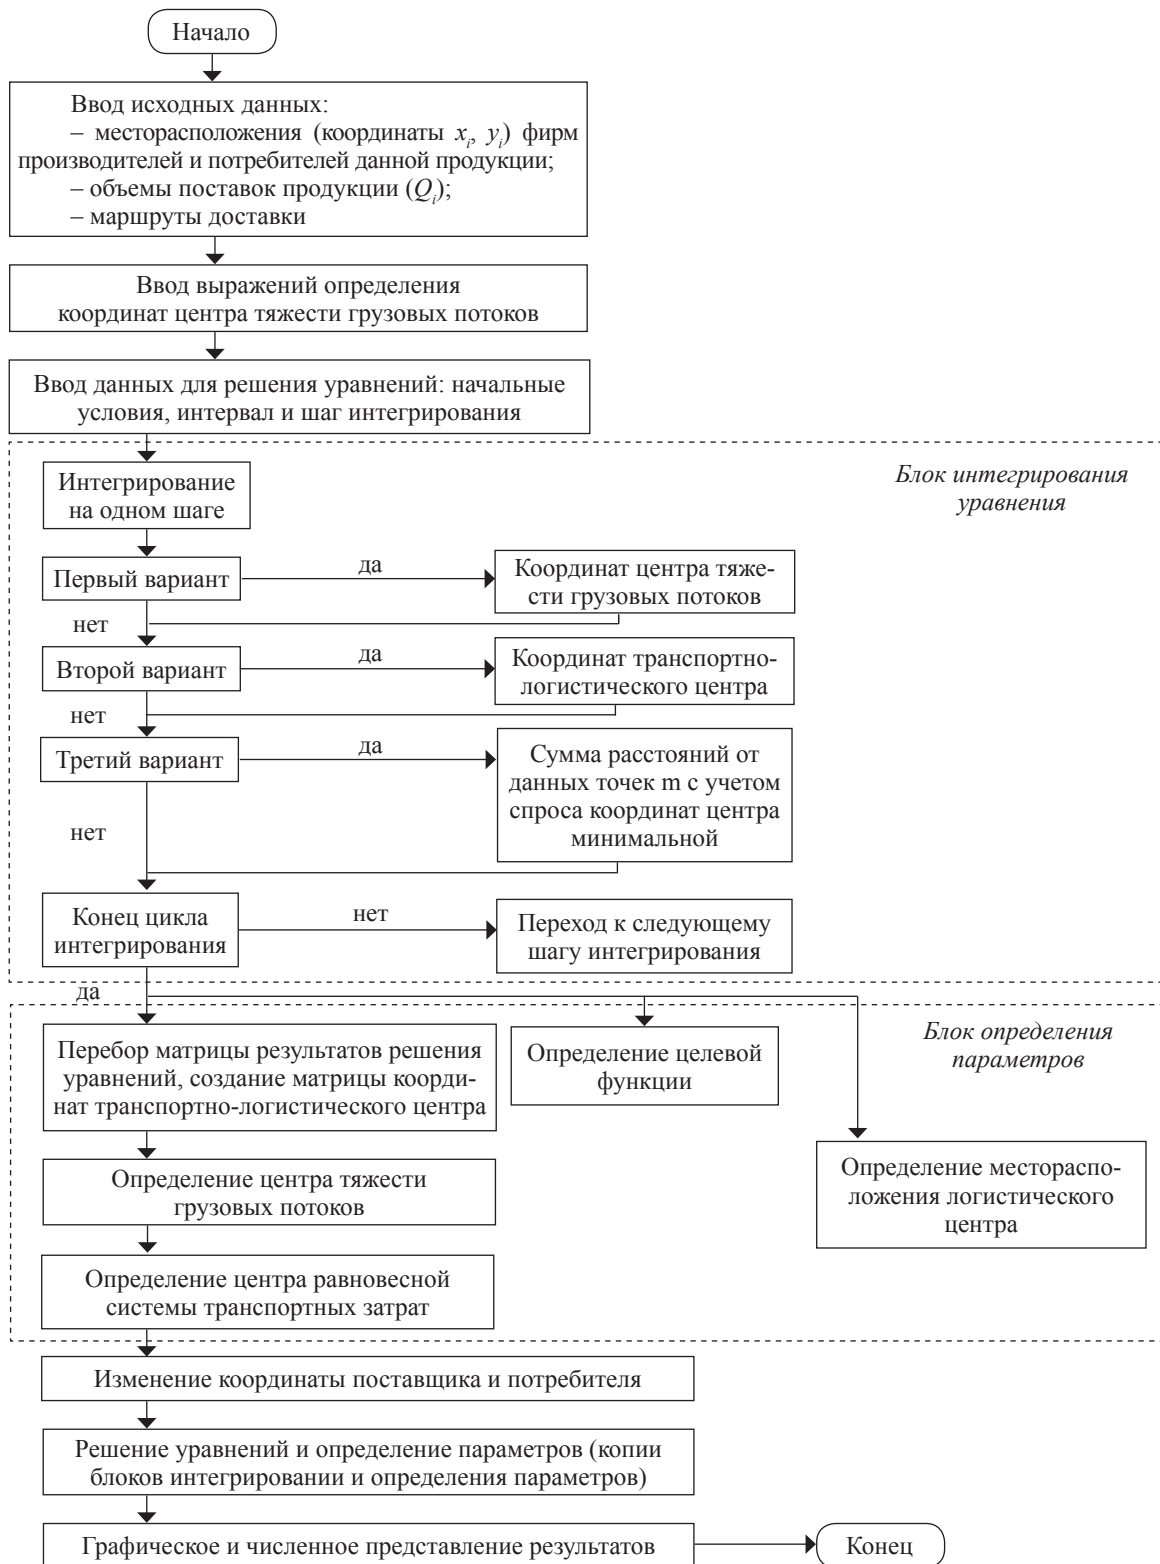 Начало
Ввод исходных данных:
– месторасположения (координаты xi, yi) фирм
производителей и потребителей данной продукции;
– объемы поставок продукции (Qi);
– маршруты доставки
Ввод выражений определения
координат центра тяжести грузовых потоков
Ввод данных для решения уравнений: начальные
условия, интервал и шаг интегрирования
Блок интегрирования
уравнения
Интегрирование
на одном шаге
Первый вариант
да
Координат центра тяже-
сти грузовых потоков
нет
Второй вариант
да
Координат транспортно-
логистического центра
нет
Третий вариант
да
Сумма расстояний от
данных точек m с учетом
спроса координат центра
минимальной
нет
Конец цикла
интегрирования
нет
Переход к следующему
шагу интегрирования
да
Блок определения
параметров
Перебор матрицы результатов решения
уравнений, создание матрицы коорди-
нат транспортно-логистического центра
Определение целевой
функции
Определение месторaспо-
ложения логистического
центра
Определение центра тяжести
грузовых потоков
Определение центра равновесной
системы транспортных затрат
Изменение координаты поставщика и потребителя
Решение уравнений и определение параметров (копии
блоков интегрировании и определения параметров)
Графическое и численное представление результатов
Конец